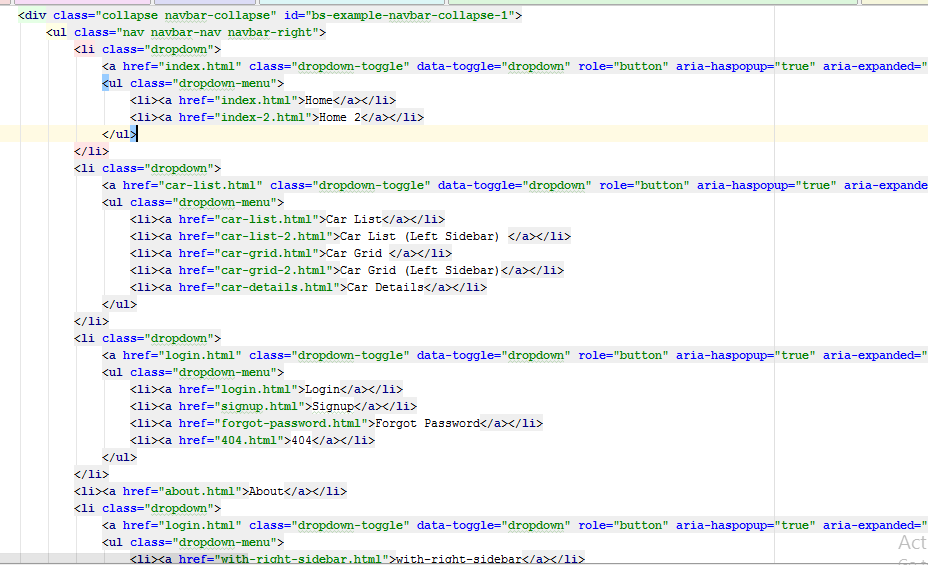 <div class="collapse navbar-collapse" id="bs-example-navbar-collapse-1">
<ul class="nav navbar-nav navbar-right">
<li class="dropdown">
<a href="index.html" class="dropdown-toggle" data-toggle="dropdown" role="button" aria-haspopup="true" aria-expanded="
<ul class="dropdown-menu">
<li><a href="index.html">Home</a></li>
<li><a href="index-2.html">Home 2</a></li>
</ul>
</li>
<li class="dropdown">
<a href="car-list.html" class="dropdown-toggle" data-toggle="dropdown" role="button" aria-haspopup="true" aria-expande
<ul class="dropdown-menu">
<li><a href="car-list.html">Car List</a></li>
<li><a href="car-list-2.html">Car List (Left Sidebar) </a></li>
<li><a href="car-grid.html">Car Grid </a></li>
<li><a href="car-grid-2.html">Car Grid (Left Sidebar)</a></li>
<li><a href="car-details.html">Car Details</a></li>
</ul>
</li>
<li class="dropdown">
<a href="login.html" class="dropdown-toggle" data-toggle="dropdown" role="button" aria-haspopup="true" aria-expanded="
<ul class="dropdown-menu">
<li><a href="login.html">Login</a></li>
<li><a href="signup.html">Signup</a></li>
<li><a href="forgot-password.html">Forgot Password</a></li>
<li><a href="404.html">404</a></li>
</ul>
</li>
<li><a href="about.html">About</a></li>
<li class="dropdown">
<a href="login.html" class="dropdown-toggle" data-toggle="dropdown" role="button" aria-haspopup="true" aria-expanded="
<ul class="dropdown-menu">
Act
<li><a href="with-right-sidebar.html">with-right-sidebar</a></li>